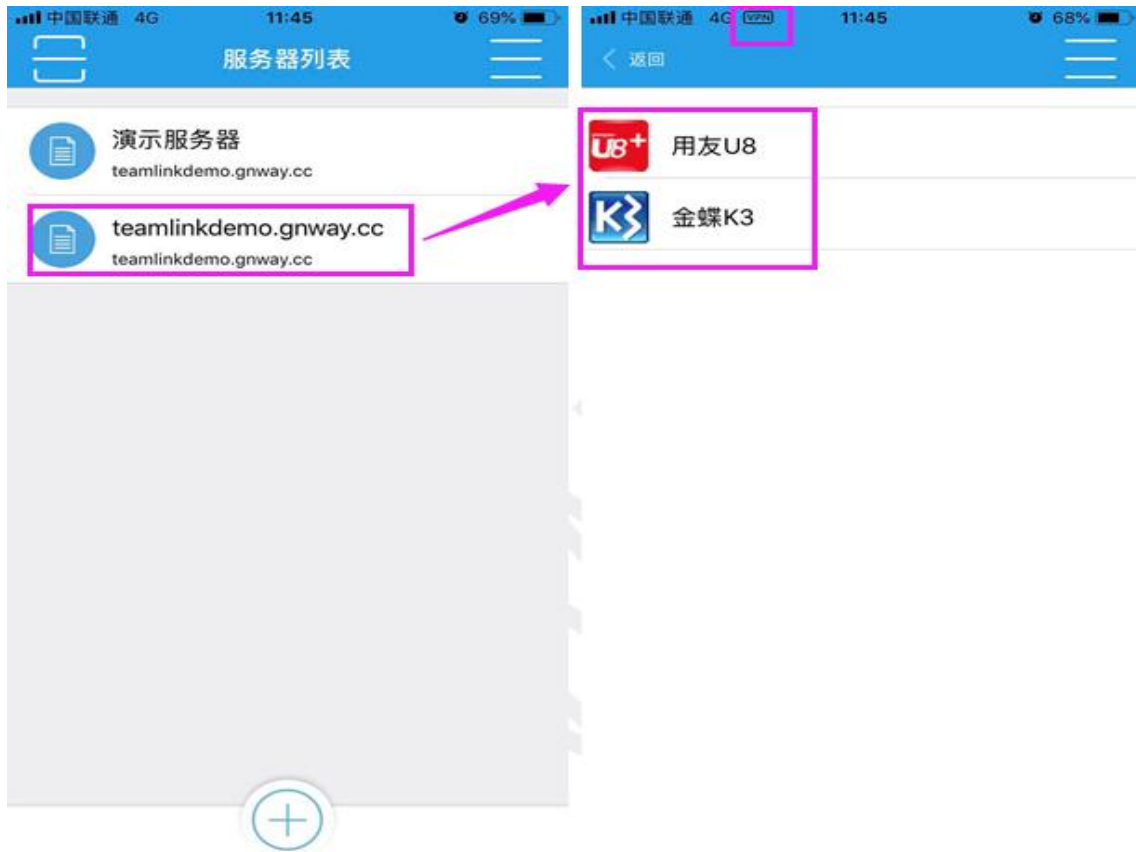 中国联通 4G 11:45 69%
服务器列表
演示服务器
teamlinkdemo.gnway.cc
teamlinkdemo.gnway.cc
teamlinkdemo.gnway.cc
中国联通 4G VPN 11:45 68%
返回
U8+ 用友U8
K3 金蝶K3